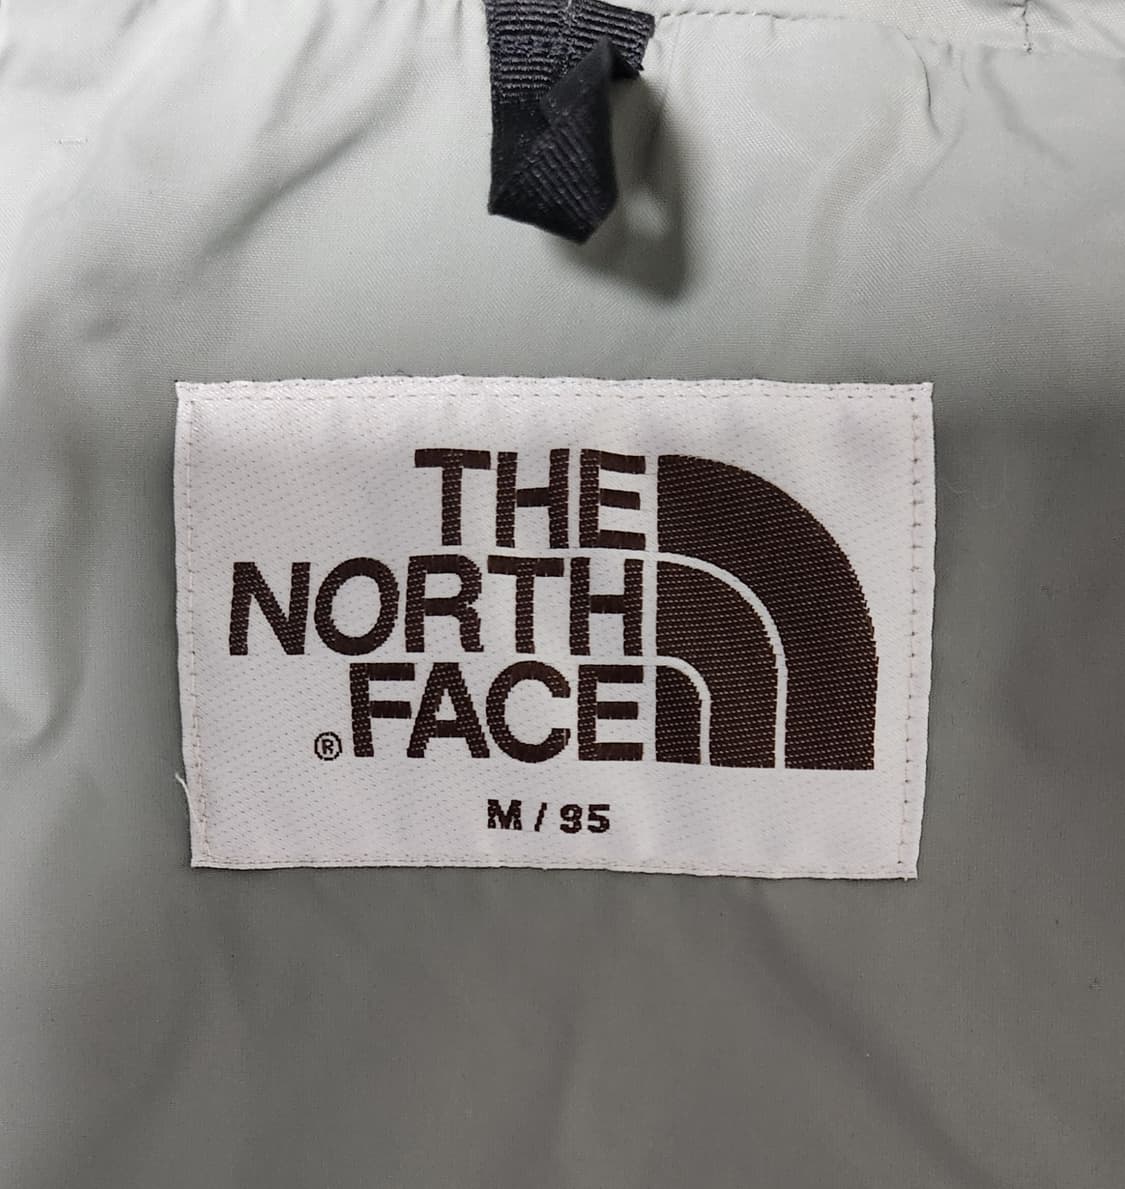 THE
NORTH
®FACE
M / 95